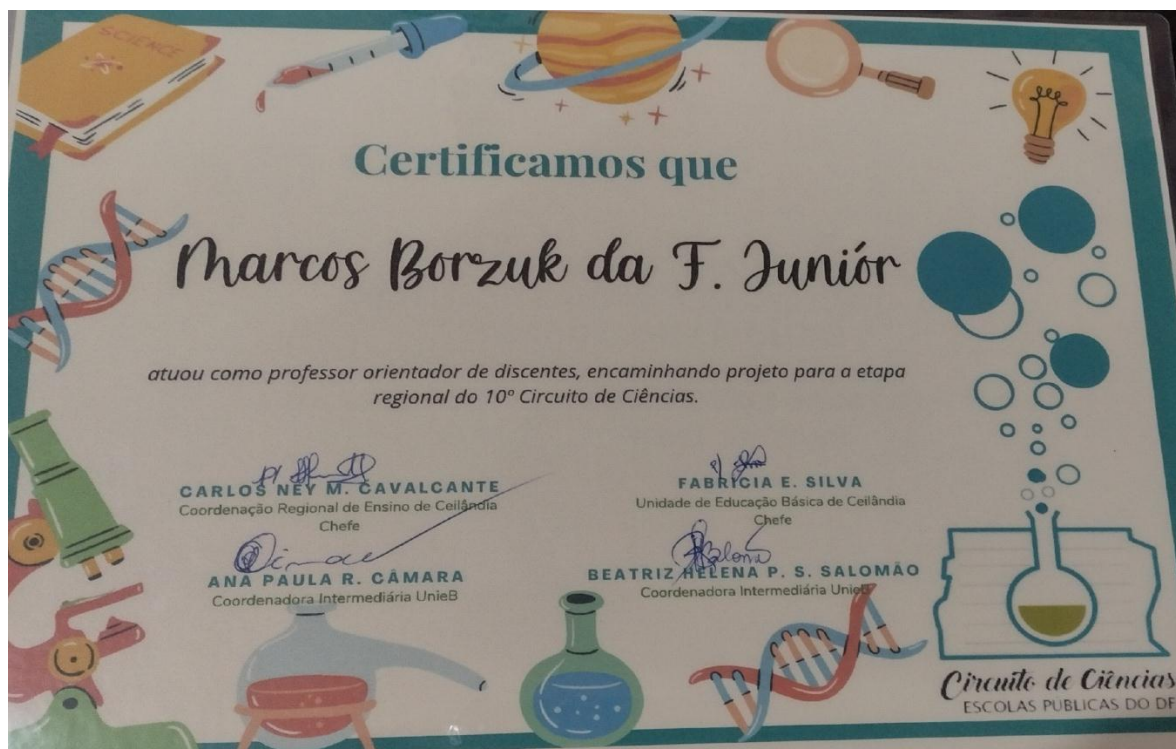 SCIENCE
Certificamos que
Marcos Borzuk da F. Juniór
atuou como professor orientador de discentes, encaminhando projeto para a etapa
regional do 10º Circuito de Ciências.
CARLOS NEY M. CAVALCANTE
Coordenação Regional de Ensino de Ceilândia
Chefe
FABRÍCIA E. SILVA
Unidade de Educação Básica de Ceilândia
Chefe
ANA PAULA R. CÂMARA
Coordenadora Intermediária UnieB
BEATRIZ HELENA P. S. SALOMÃO
Coordenadora Intermediária UnieB
Circuito de Ciências
ESCOLAS PÚBLICAS DO DF